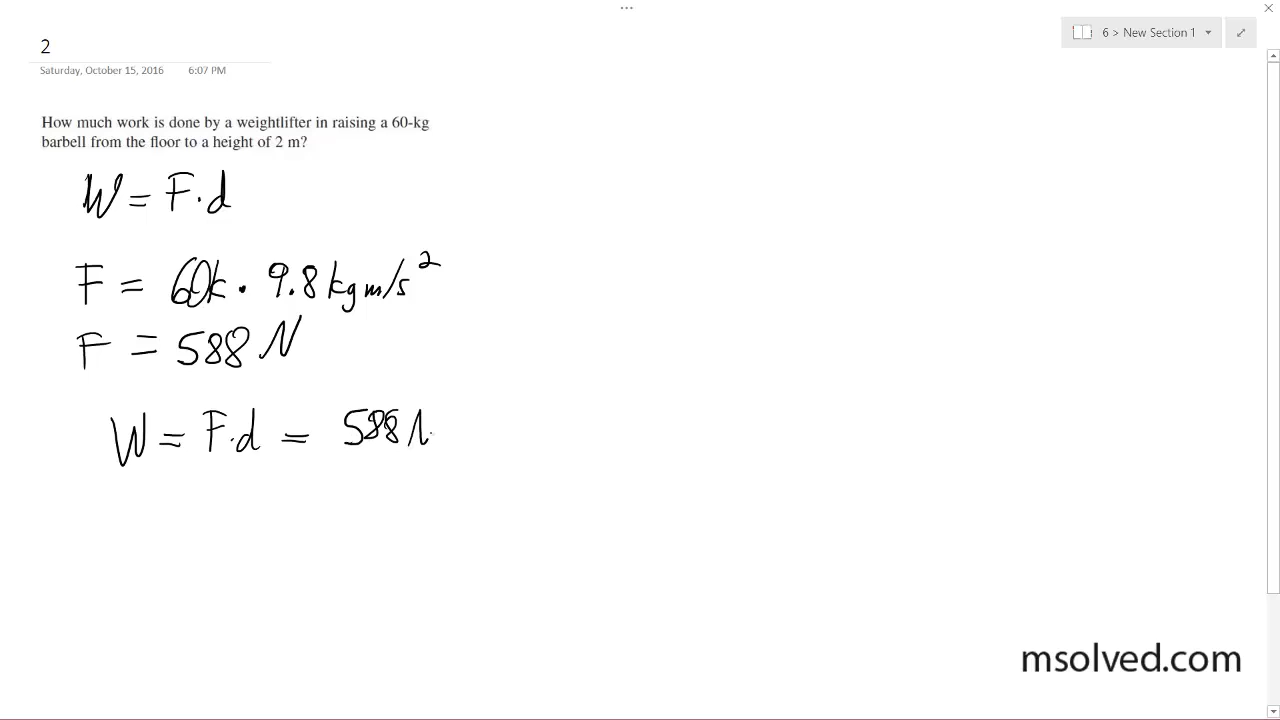 ...
6 > New Section 1
2
Saturday, October 15, 2016 6:07 PM
How much work is done by a weightlifter in raising a 60-kg
barbell from the floor to a height of 2 m?
W = F·d
F = 60k · 9.8 kg m/s²
F = 588 N
W = F·d = 588 N
msolved.com